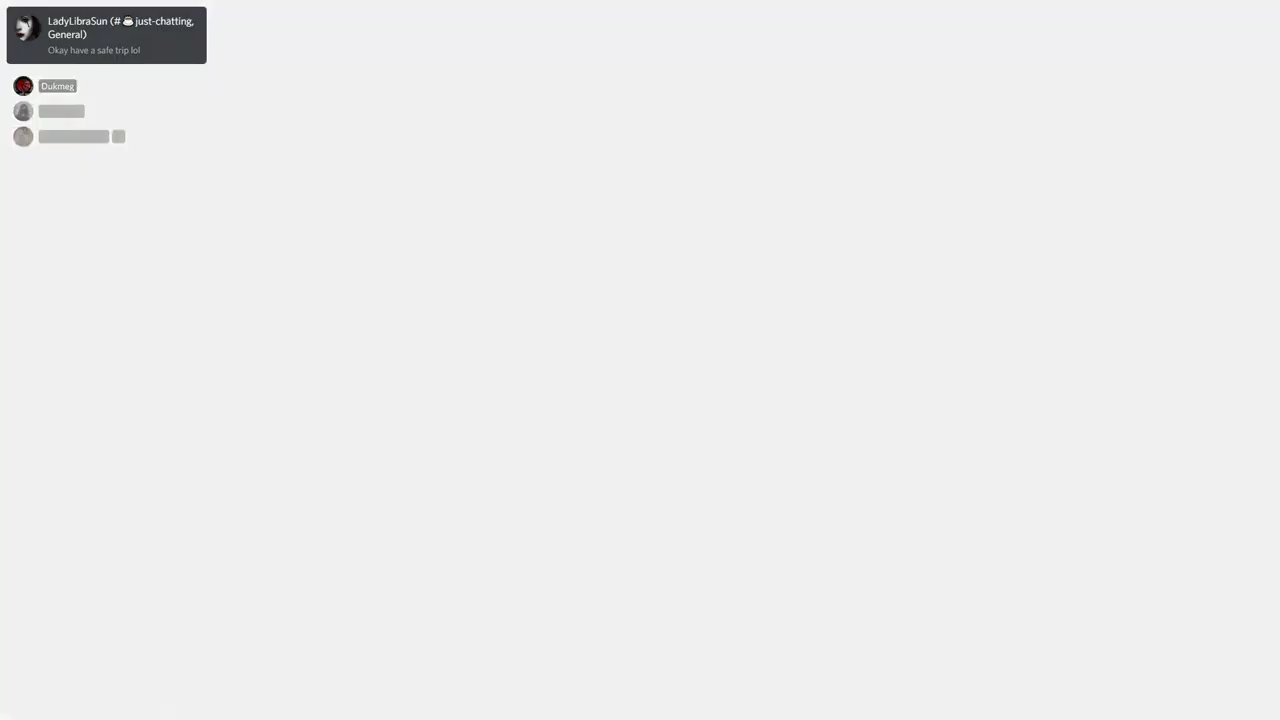 LadyLibraSun (# ☕just-chatting,
General)
Okay have a safe trip lol
Dukmeg